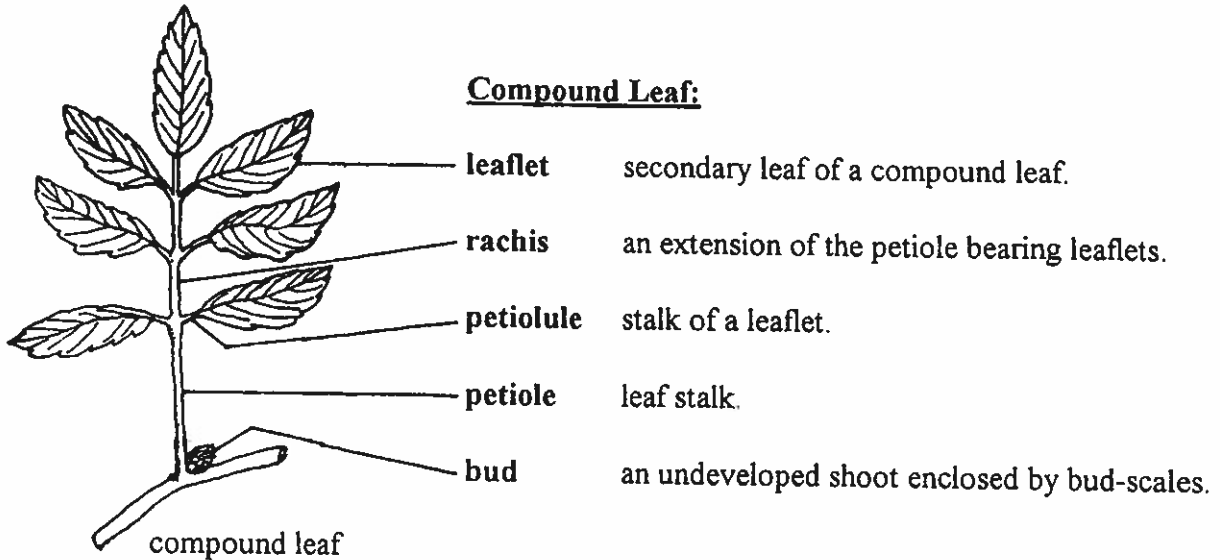 Compound Leaf:
leaflet secondary leaf of a compound leaf.
rachis an extension of the petiole bearing leaflets.
petiolule stalk of a leaflet.
petiole leaf stalk.
bud an undeveloped shoot enclosed by bud-scales.
compound leaf